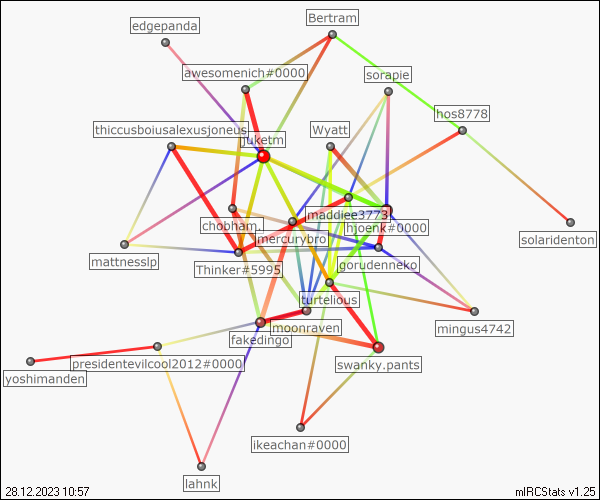 Bertram
edgepanda
awesomenich#0000
sorapie
hos8778
thiccusboiusalexusjoneus
Wyatt
juketm
maddiee3773
chobham.
hjoenk#0000
solaridenton
mercurybro
mattnesslp
Thinker#5995
gorudenneko
turtelious
moonraven
mingus4742
fakedingo
presidentevilcool2012#0000
swanky.pants
yoshimanden
ikeachan#0000
lahnk
28.12.2023 10:57
mIRCStats v1.25